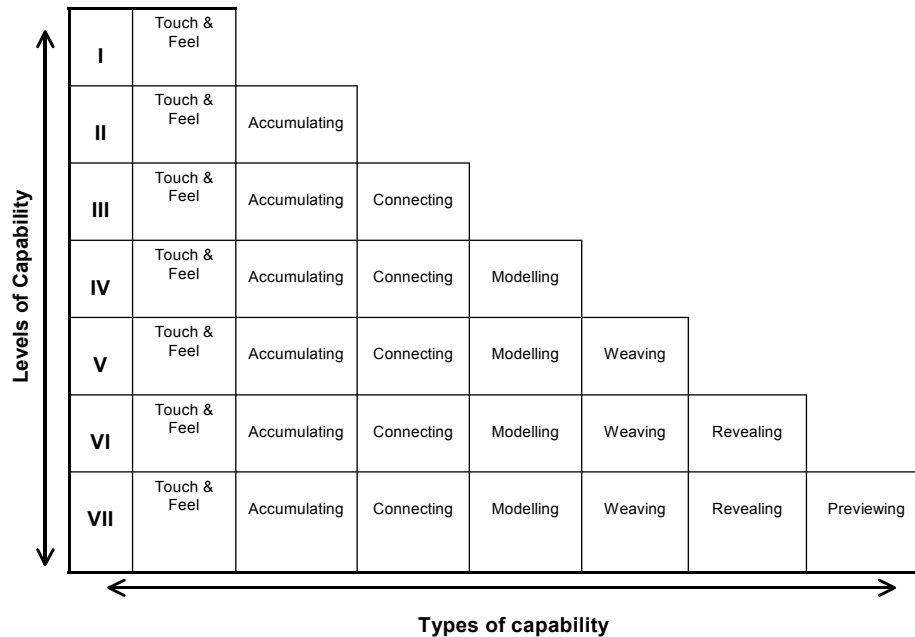 Levels of Capability
Touch &
Feel
I
Touch &
Feel
II
Accumulating
Touch &
Feel
III
Accumulating
Connecting
Touch &
Feel
IV
Accumulating
Connecting
Modelling
Touch &
Feel
V
Accumulating
Connecting
Modelling
Weaving
Touch &
Feel
VI
Accumulating
Connecting
Modelling
Weaving
Revealing
Touch &
Feel
VII
Accumulating
Connecting
Modelling
Weaving
Revealing
Previewing
Types of capability